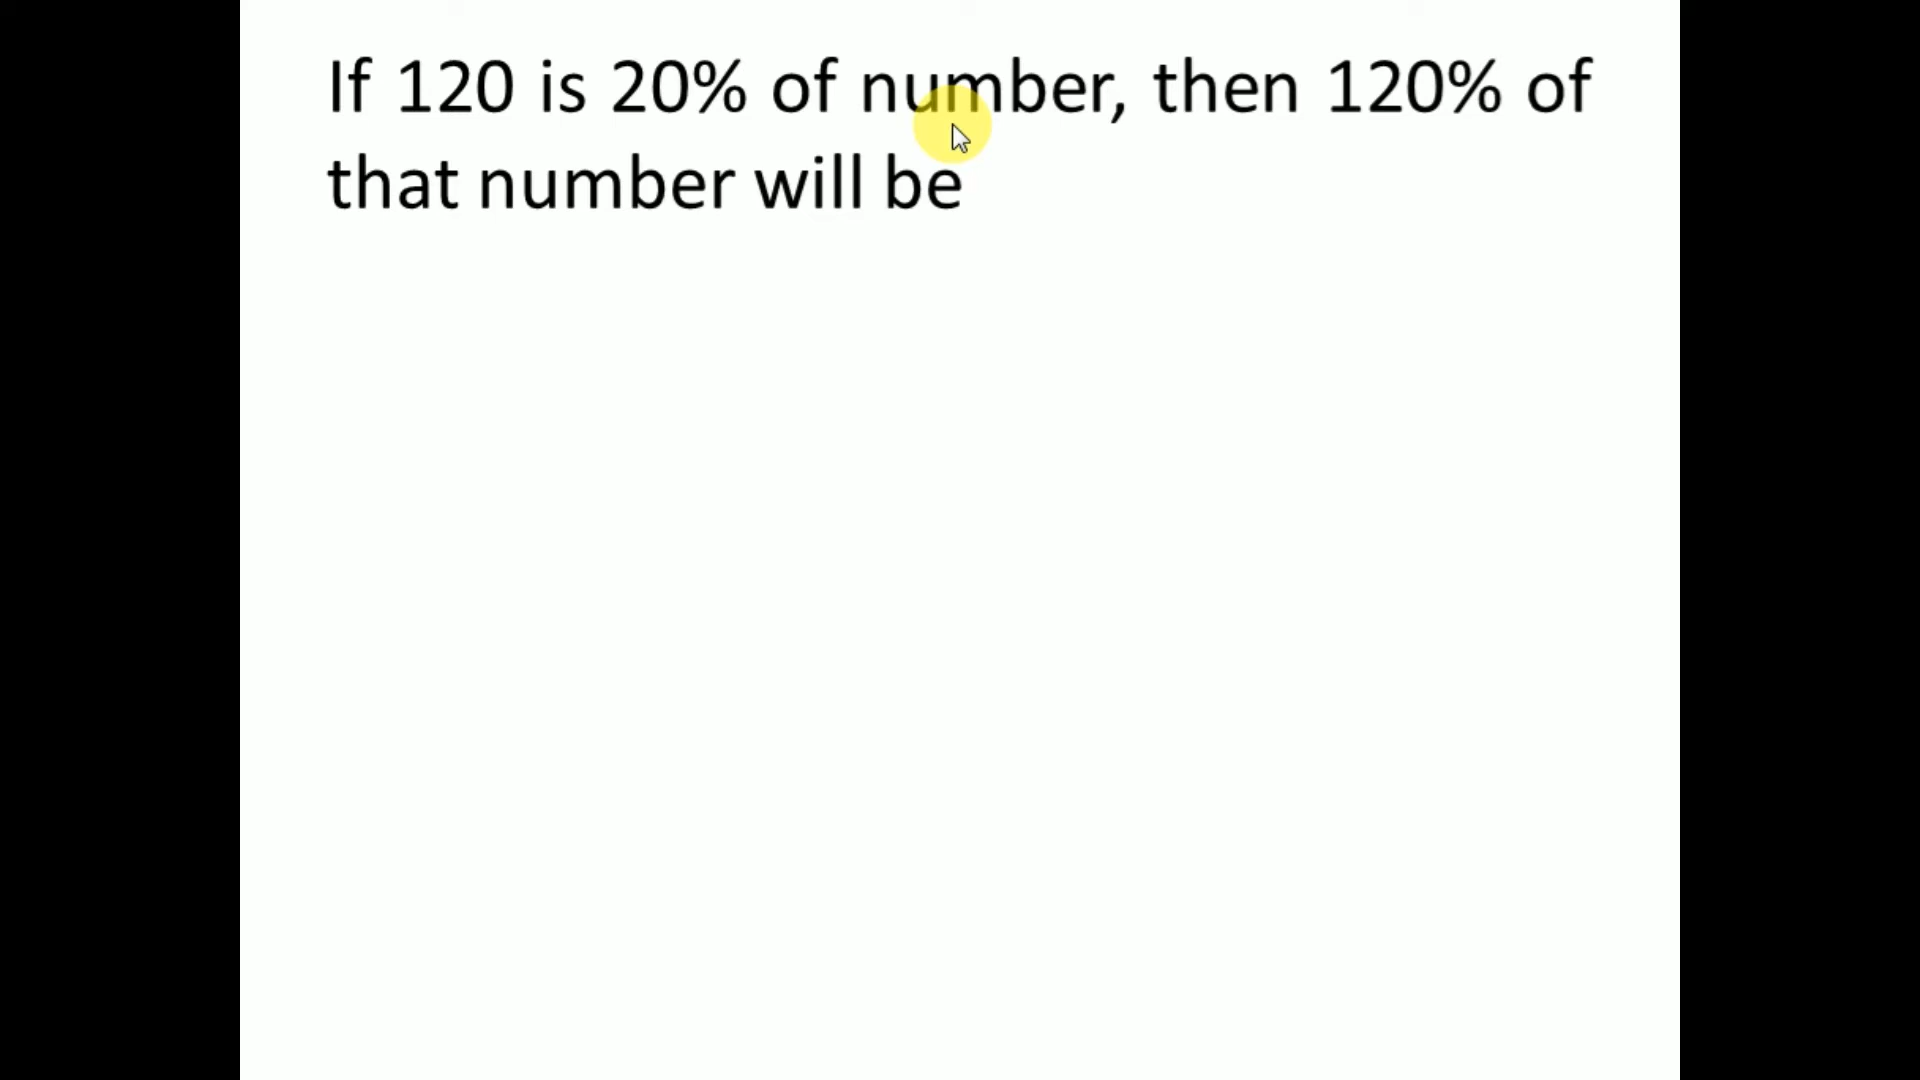 If 120 is 20% of number, then 120% of
that number will be